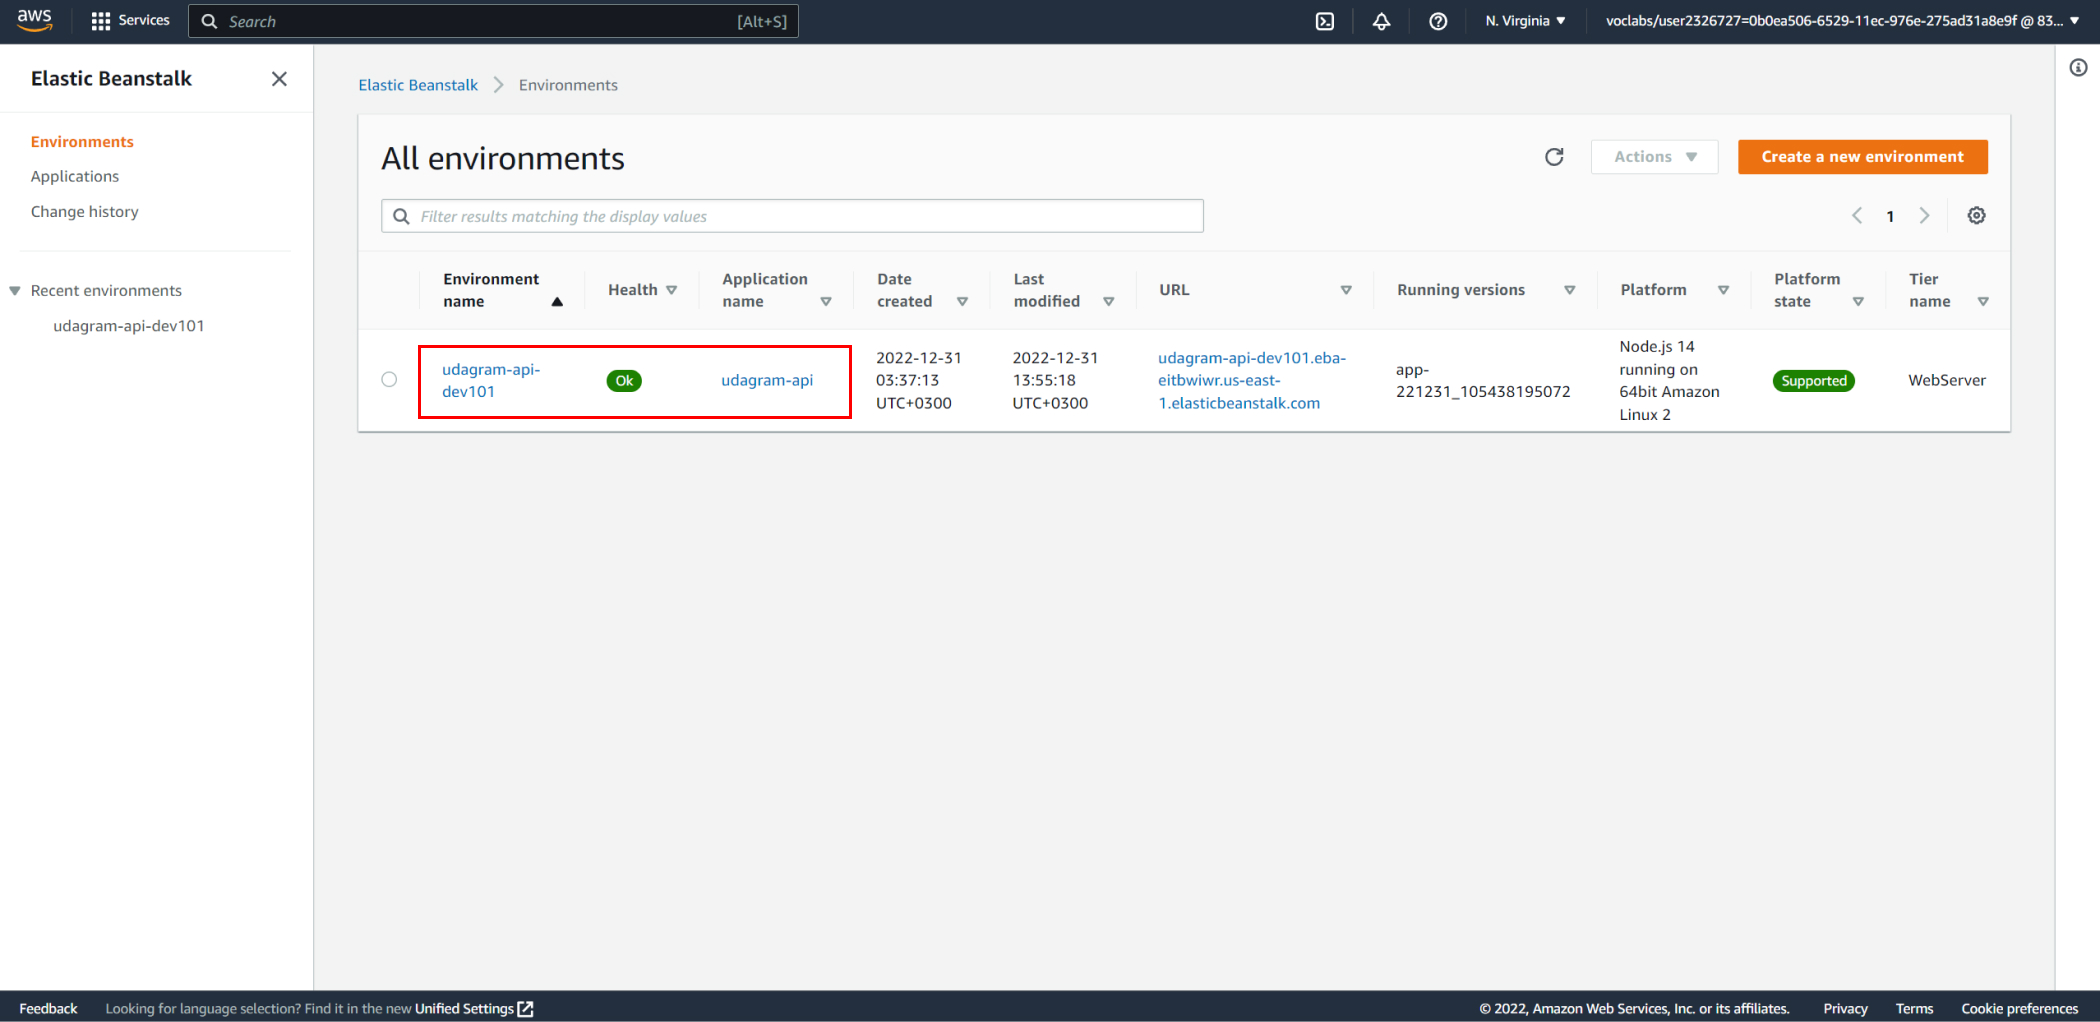 aws
Services
Search [Alt+S]
N. Virginia
voclabs/user2326727=0b0ea506-6529-11ec-976e-275ad31a8e9f @ 83...
Elastic Beanstalk
Environments
Applications
Change history
Recent environments
udagram-api-dev101
Elastic Beanstalk Environments
All environments
Actions
Create a new environment
Filter results matching the display values
1
Environment
name
Health
Application
name
Date
created
Last
modified
URL
Running versions
Platform
Platform
state
Tier
name
udagram-api-
dev101
Ok
udagram-api
2022-12-31
03:37:13
UTC+0300
2022-12-31
13:55:18
UTC+0300
udagram-api-dev101.eba-
eitbwiwr.us-east-
1.elasticbeanstalk.com
app-
221231_105438195072
Node.js 14
running on
64bit Amazon
Linux 2
Supported
WebServer
Feedback
Looking for language selection? Find it in the new Unified Settings
© 2022, Amazon Web Services, Inc. or its affiliates.
Privacy
Terms
Cookie preferences